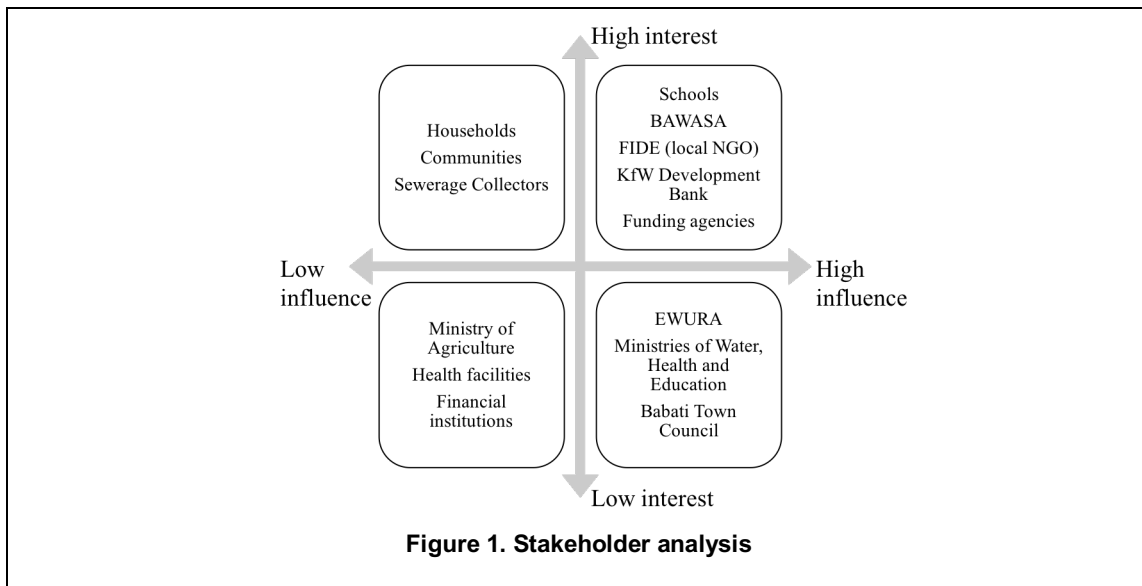 High interest
Households
Communities
Sewerage Collectors
Schools
BAWASA
FIDE (local NGO)
KfW Development
Bank
Funding agencies
Low
influence
High
influence
Ministry of
Agriculture
Health facilities
Financial
institutions
EWURA
Ministries of Water,
Health and
Education
Babati Town
Council
Low interest
Figure 1. Stakeholder analysis